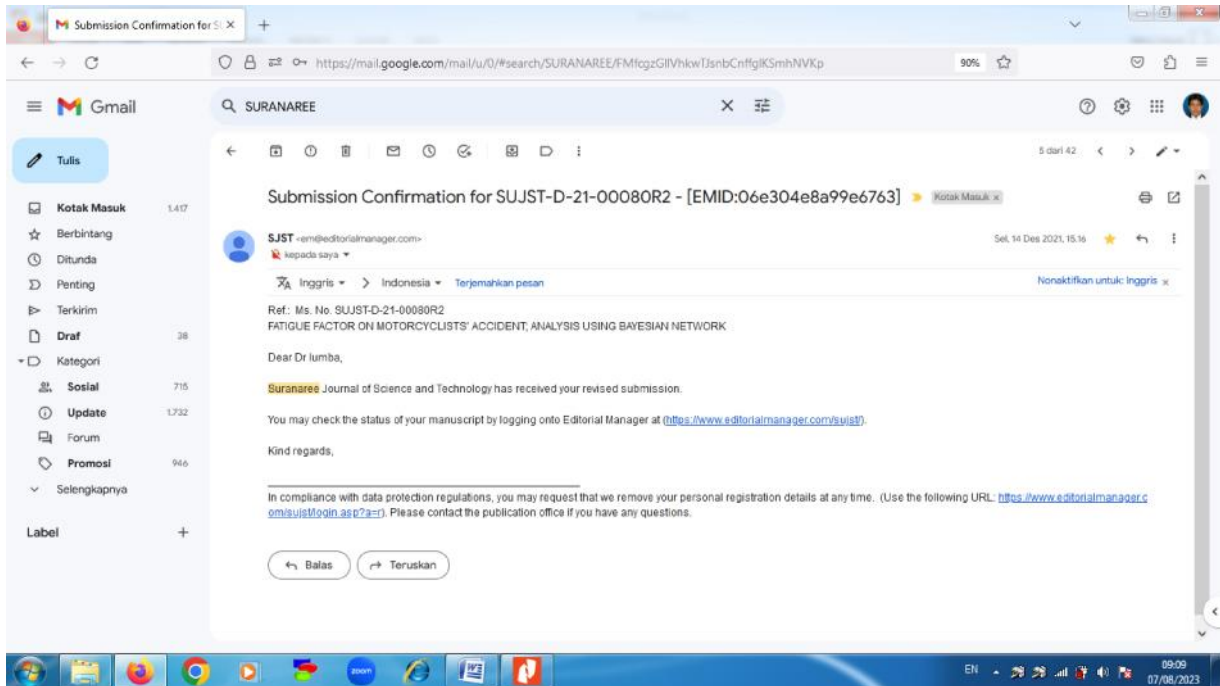 Submission Confirmation for S
https://mail.google.com/mail/u/0/#search/SURANAREE/FMfcgzGllVhkwTJsnbCnffglKSmhNVKp
90%
Gmail
SURANAREE
Tulis
5 dari 42
Kotak Masuk 1.417
Berbintang
Ditunda
Penting
Terkirim
Draf 38
Kategori
Sosial 715
Update 1.732
Forum
Promosi 946
Selengkapnya
Label
Submission Confirmation for SUJST-D-21-00080R2 - [EMID:06e304e8a99e6763]
Kotak Masuk x
SJST <em@editorialmanager.com>
Sel, 14 Des 2021, 15.16
kepada saya
Inggris > Indonesia Terjemahkan pesan
Nonaktifkan untuk: Inggris x
Ref.: Ms. No. SUJST-D-21-00080R2
FATIGUE FACTOR ON MOTORCYCLISTS' ACCIDENT; ANALYSIS USING BAYESIAN NETWORK
Dear Dr lumba,
Suranaree Journal of Science and Technology has received your revised submission.
You may check the status of your manuscript by logging onto Editorial Manager at (https://www.editorialmanager.com/sujst/).
Kind regards,
In compliance with data protection regulations, you may request that we remove your personal registration details at any time. (Use the following URL: https://www.editorialmanager.c
om/sujst/login.asp?a=r). Please contact the publication office if you have any questions.
Balas
Teruskan
zoom
EN
09:09
07/08/2023